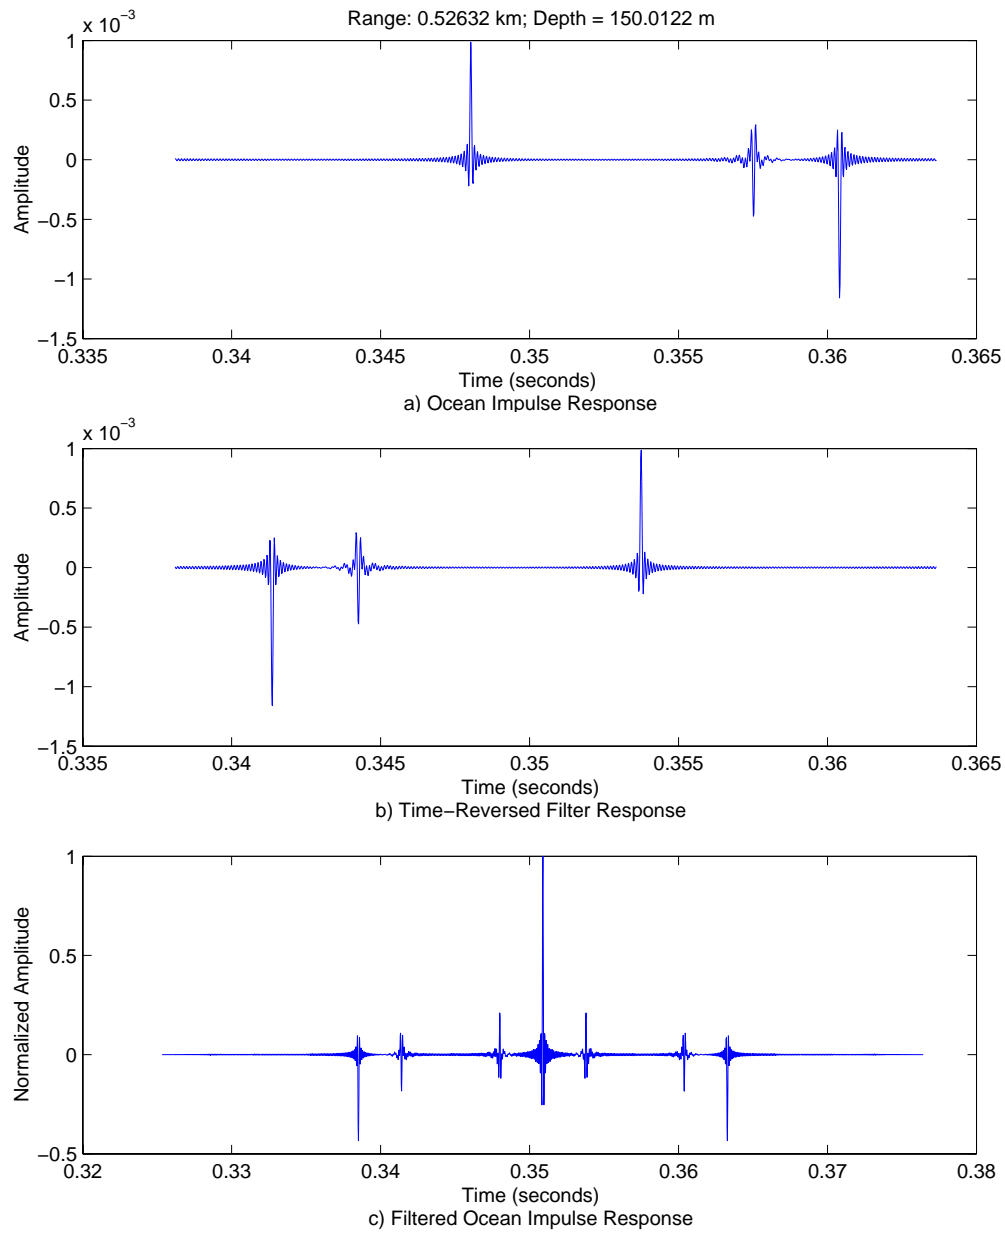 Range: 0.52632 km; Depth = 150.0122 m
x 10−3
1
0.5
0
−0.5
−1
−1.5
Amplitude
0.335 0.34 0.345 0.35 0.355 0.36 0.365
Time (seconds)
a) Ocean Impulse Response
x 10−3
1
0.5
0
−0.5
−1
−1.5
Amplitude
0.335 0.34 0.345 0.35 0.355 0.36 0.365
Time (seconds)
b) Time−Reversed Filter Response
1
0.5
0
−0.5
Normalized Amplitude
0.32 0.33 0.34 0.35 0.36 0.37 0.38
Time (seconds)
c) Filtered Ocean Impulse Response